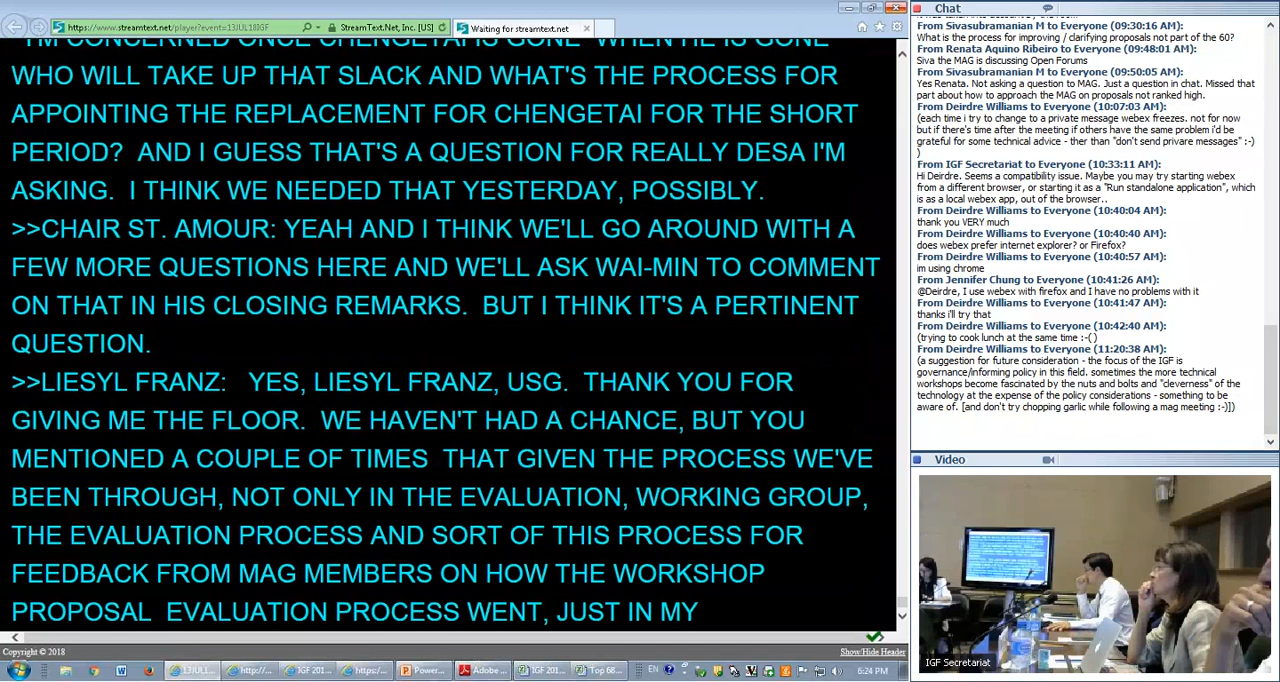 https://www.streamtext.net/player?event=13JUL18IGF
StreamText.Net, Inc. [US]
Waiting for streamtext.net
I'M CONCERNED ONCE CHENGETAI IS GONE WHEN HE IS GONE
WHO WILL TAKE UP THAT SLACK AND WHAT'S THE PROCESS FOR
APPOINTING THE REPLACEMENT FOR CHENGETAI FOR THE SHORT
PERIOD? AND I GUESS THAT'S A QUESTION FOR REALLY DESA I'M
ASKING. I THINK WE NEEDED THAT YESTERDAY, POSSIBLY.
>>CHAIR ST. AMOUR: YEAH AND I THINK WE'LL GO AROUND WITH A
FEW MORE QUESTIONS HERE AND WE'LL ASK WAI-MIN TO COMMENT
ON THAT IN HIS CLOSING REMARKS. BUT I THINK IT'S A PERTINENT
QUESTION.
>>LIESYL FRANZ: YES, LIESYL FRANZ, USG. THANK YOU FOR
GIVING ME THE FLOOR. WE HAVEN'T HAD A CHANCE, BUT YOU
MENTIONED A COUPLE OF TIMES THAT GIVEN THE PROCESS WE'VE
BEEN THROUGH, NOT ONLY IN THE EVALUATION, WORKING GROUP,
THE EVALUATION PROCESS AND SORT OF THIS PROCESS FOR
FEEDBACK FROM MAG MEMBERS ON HOW THE WORKSHOP
PROPOSAL EVALUATION PROCESS WENT, JUST IN MY
Copyright © 2018
Show/Hide Header
13JUL1...
http://...
IGF 201...
https:/...
Power...
Adobe ...
IGF 201...
Top 68...
EN
6:24 PM
Chat
From Sivasubramanian M to Everyone (09:30:16 AM):
What is the process for improving / clarifying proposals not part of the 60?
From Renata Aquino Ribeiro to Everyone (09:48:01 AM):
Siva the MAG is discussing Open Forums
From Sivasubramanian M to Everyone (09:50:05 AM):
Yes Renata. Not asking a question to MAG. Just a question in chat. Missed that
part about how to approach the MAG on proposals not ranked high.
From Deirdre Williams to Everyone (10:07:03 AM):
(each time i try to change to a private message webex freezes. not for now
but if there's time after the meeting if others have the same problem i'd be
grateful for some technical advice - ther than "don't send private messages" :-)
)
From IGF Secretariat to Everyone (10:33:11 AM):
Hi Deirdre. Seems a compatibility issue. Maybe you may try starting webex
from a different browser, or starting it as a "Run standalone application", which
is as a local webex app, out of the browser..
From Deirdre Williams to Everyone (10:40:04 AM):
thank you VERY much
From Deirdre Williams to Everyone (10:40:40 AM):
does webex prefer internet explorer? or Firefox?
From Deirdre Williams to Everyone (10:40:57 AM):
im using chrome
From Jennifer Chung to Everyone (10:41:26 AM):
@Deirdre, I use webex with firefox and I have no problems with it
From Deirdre Williams to Everyone (10:41:47 AM):
thanks i'll try that
From Deirdre Williams to Everyone (10:42:40 AM):
(trying to cook lunch at the same time :-( )
From Deirdre Williams to Everyone (11:20:38 AM):
(a suggestion for future consideration - the focus of the IGF is
governance/informing policy in this field. sometimes the more technical
workshops become fascinated by the nuts and bolts and "cleverness" of the
technology at the expense of the policy considerations - something to be
aware of. [and don't try chopping garlic while following a mag meeting :-)])
Video
IGF Secretariat